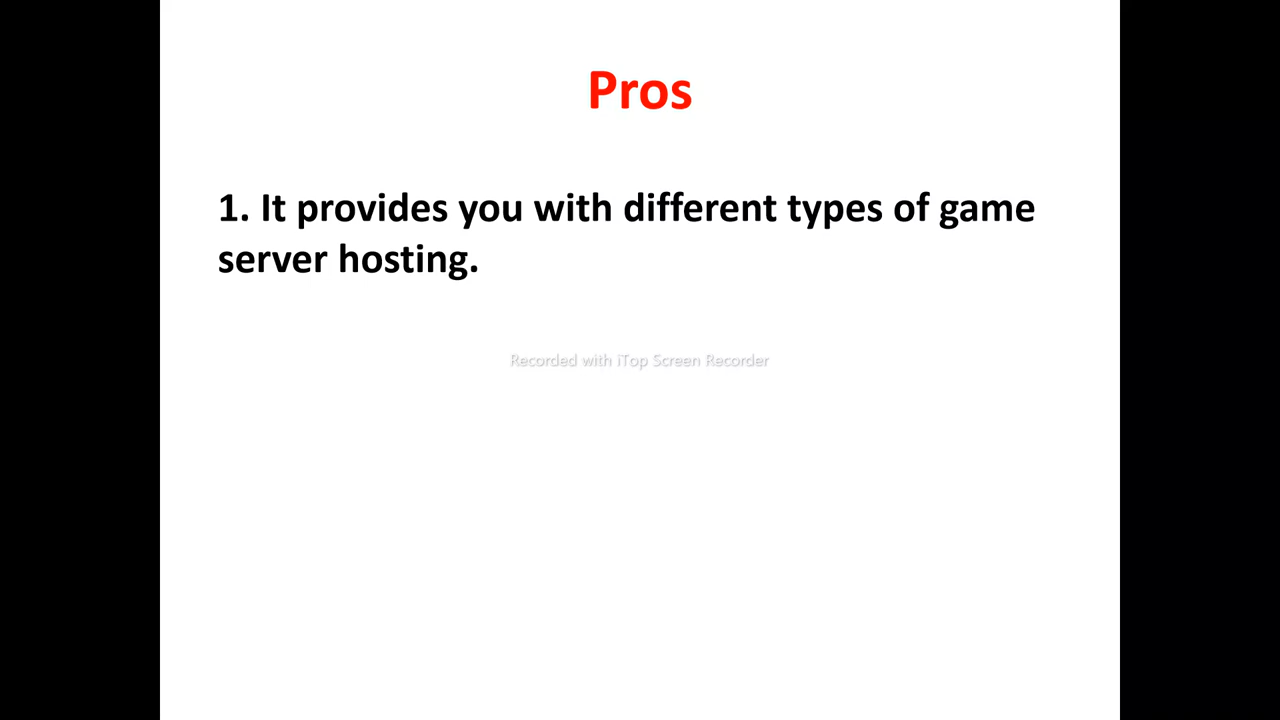 Pros
1. It provides you with different types of game
server hosting.
Recorded with iTop Screen Recorder